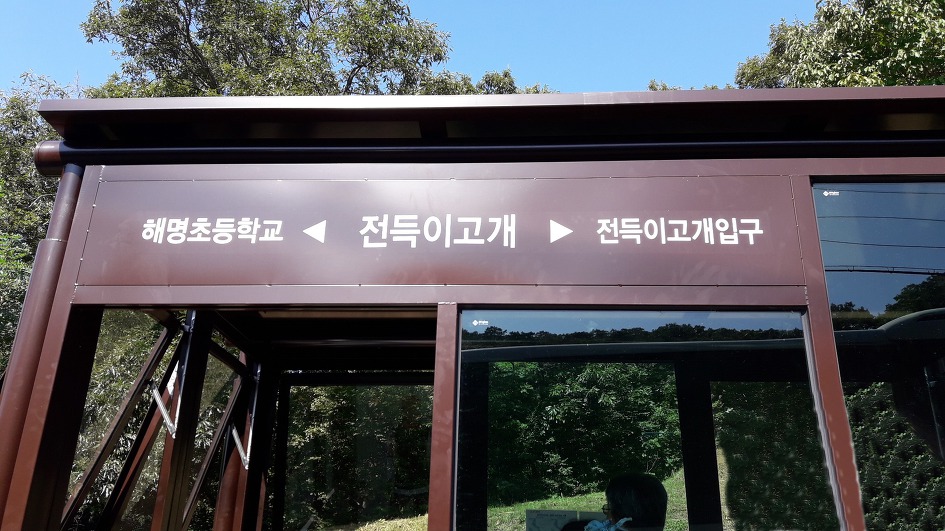 해명초등학교 ◀ 전득이고개 ▶ 전득이고개입구